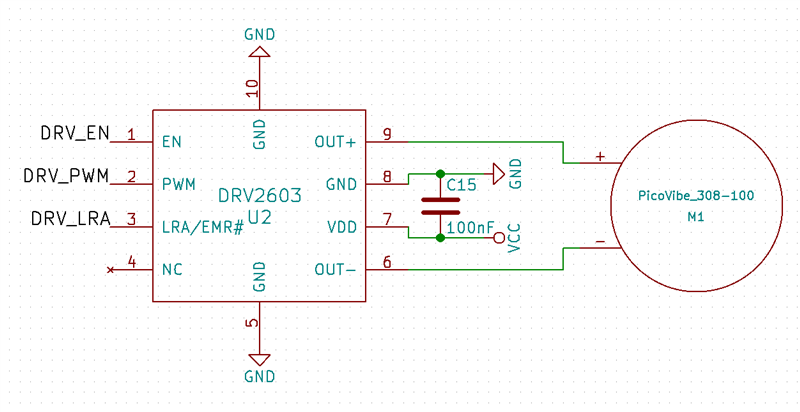 GND
10
DRV_EN 1 EN GND OUT+ 9
+
DRV_PWM 2 PWM DRV2603 GND 8 GND
C15
PicoVibe_308-100
U2
M1
DRV_LRA 3 LRA/EMR# VDD 7 100nF VCC
-
4 NC GND OUT- 6
5
GND